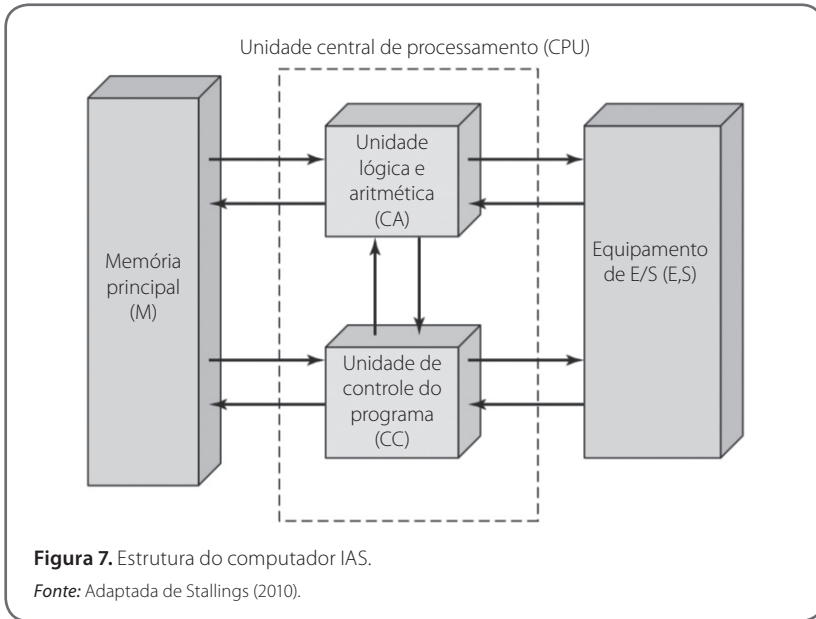 Unidade central de processamento (CPU)
Unidade
lógica e
aritmética
(CA)
Memória
principal
(M)
Equipamento
de E/S (E,S)
Unidade de
controle do
programa
(CC)
Figura 7. Estrutura do computador IAS.
Fonte: Adaptada de Stallings (2010).